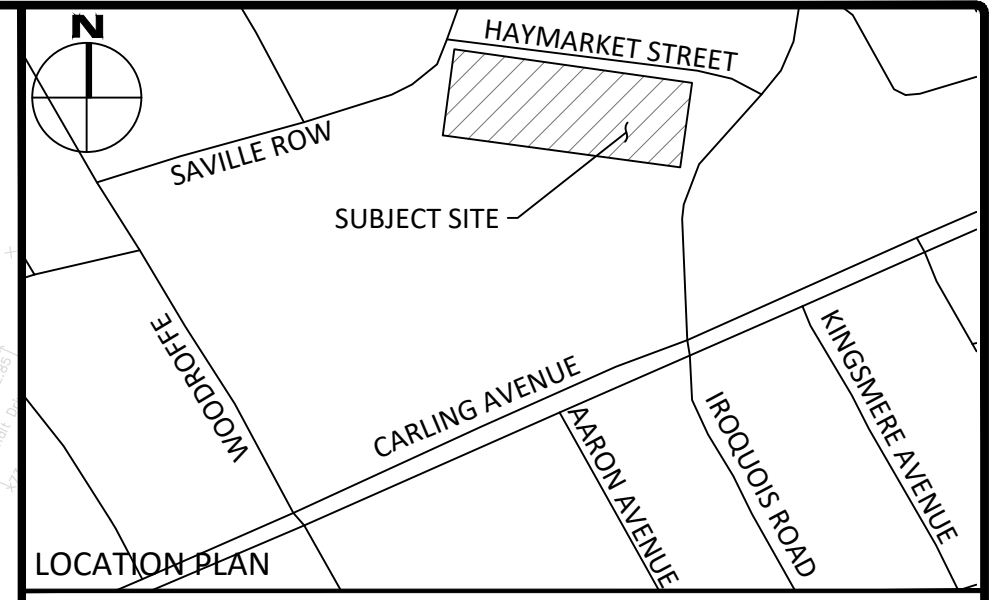 N
HAYMARKET STREET
SAVILLE ROW
SUBJECT SITE
WOODROFFE
CARLING AVENUE
KINGSMERE AVENUE
IROQUOIS ROAD
AARON AVENUE
LOCATION PLAN